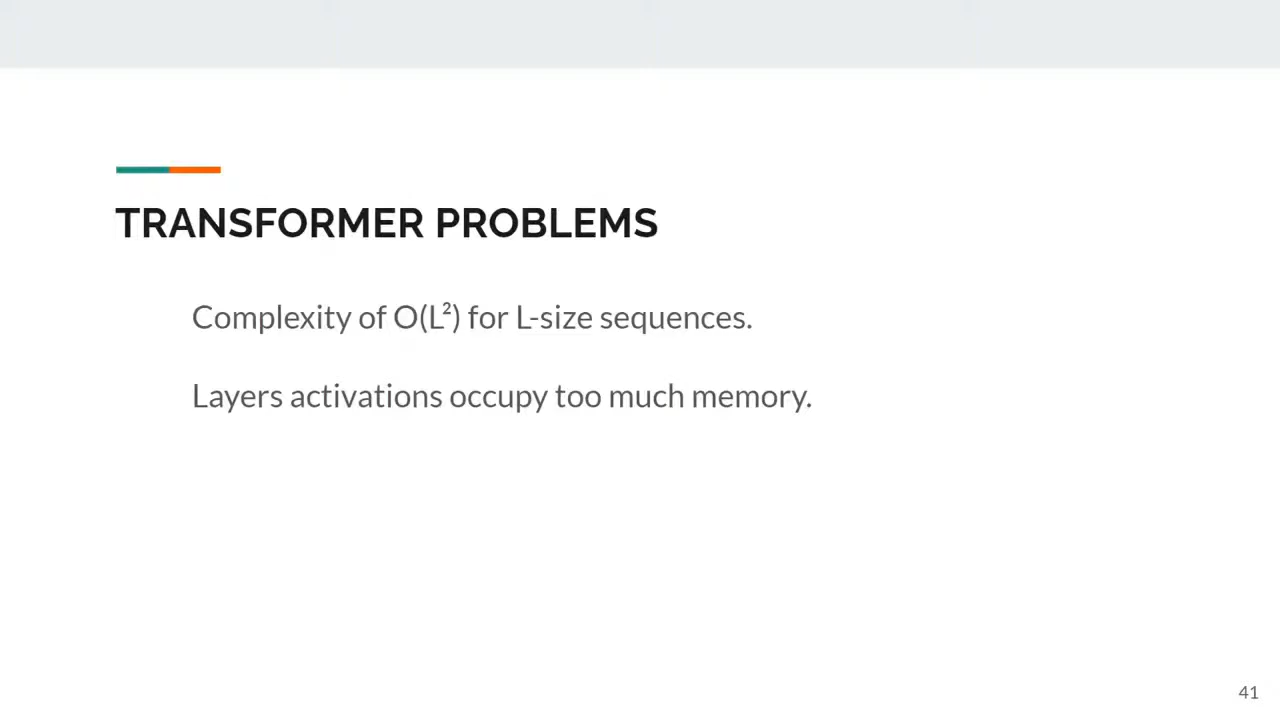 TRANSFORMER PROBLEMS
Complexity of O(L²) for L-size sequences.
Layers activations occupy too much memory.
41